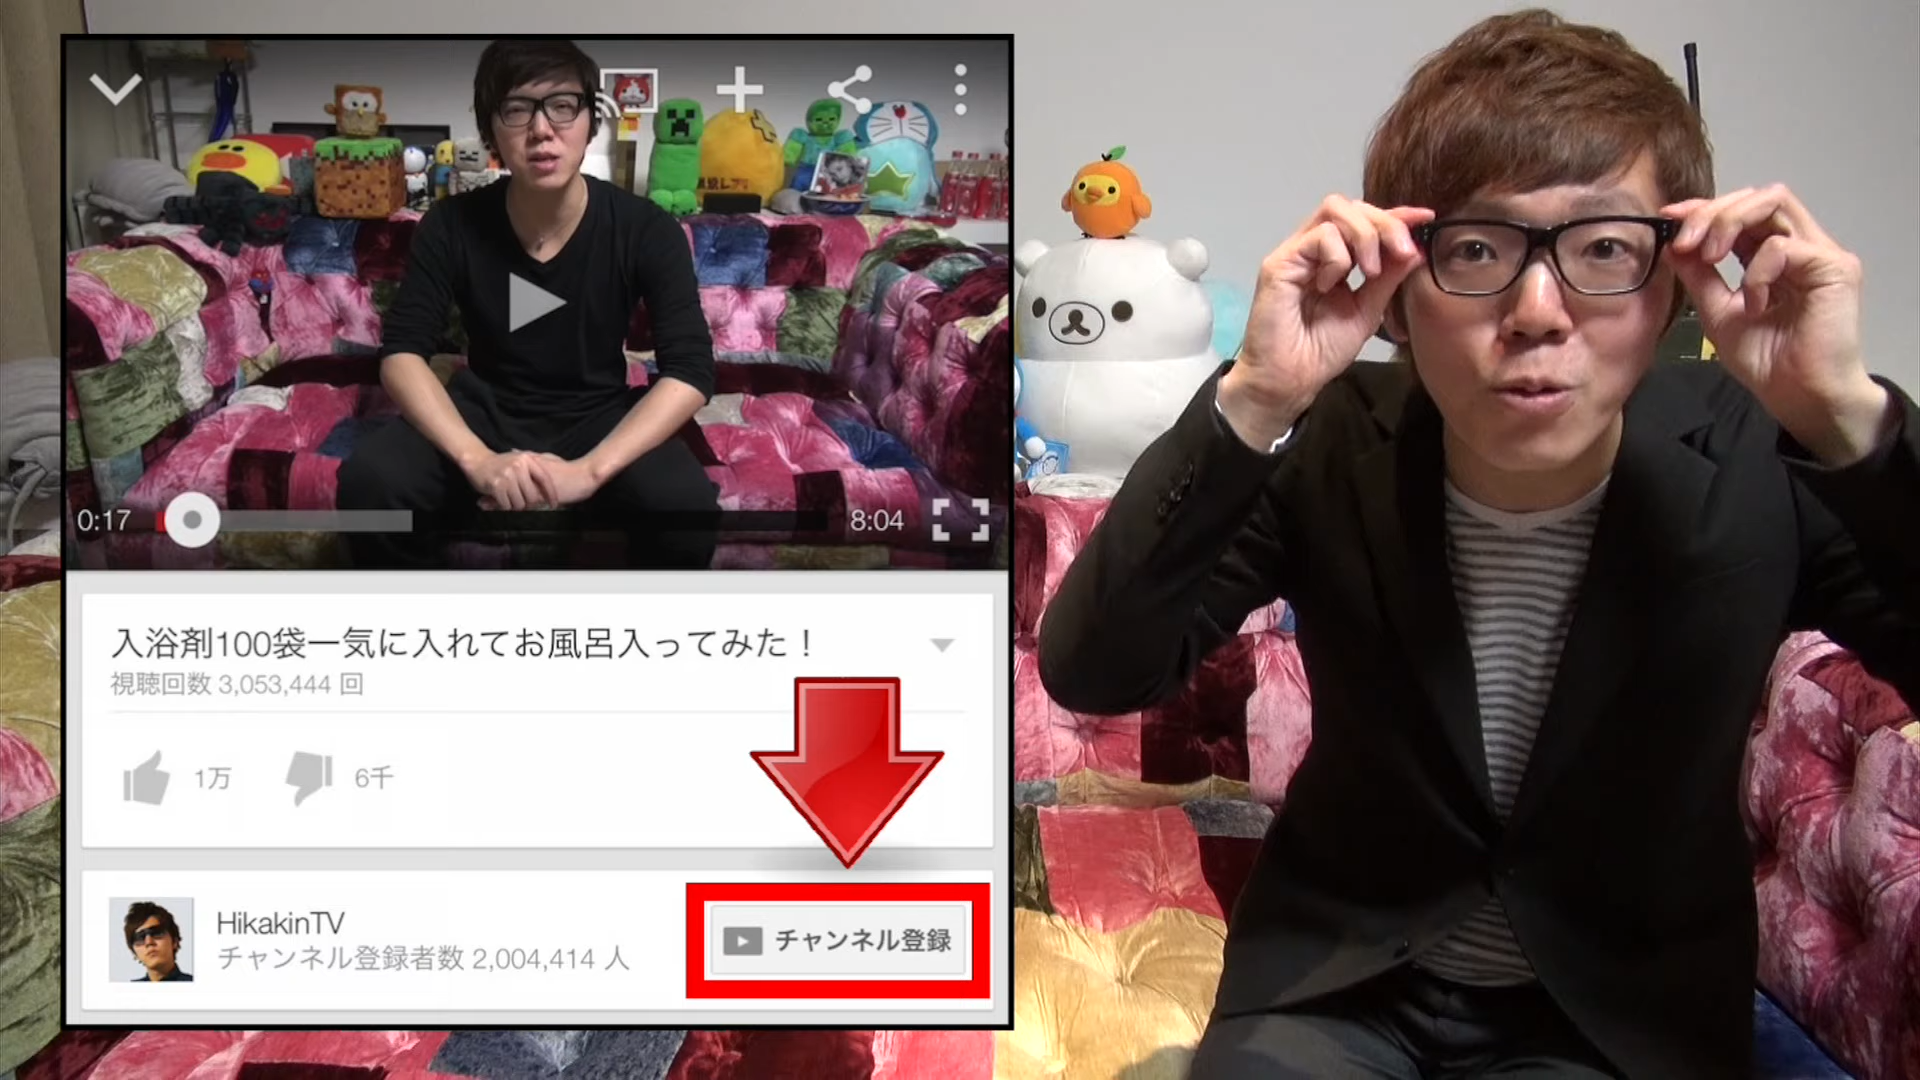 0:17
8:04
入浴剤100袋一気に入れてお風呂入ってみた！
視聴回数 3,053,444 回
1万
6千
HikakinTV
チャンネル登録者数 2,004,414 人
チャンネル登録